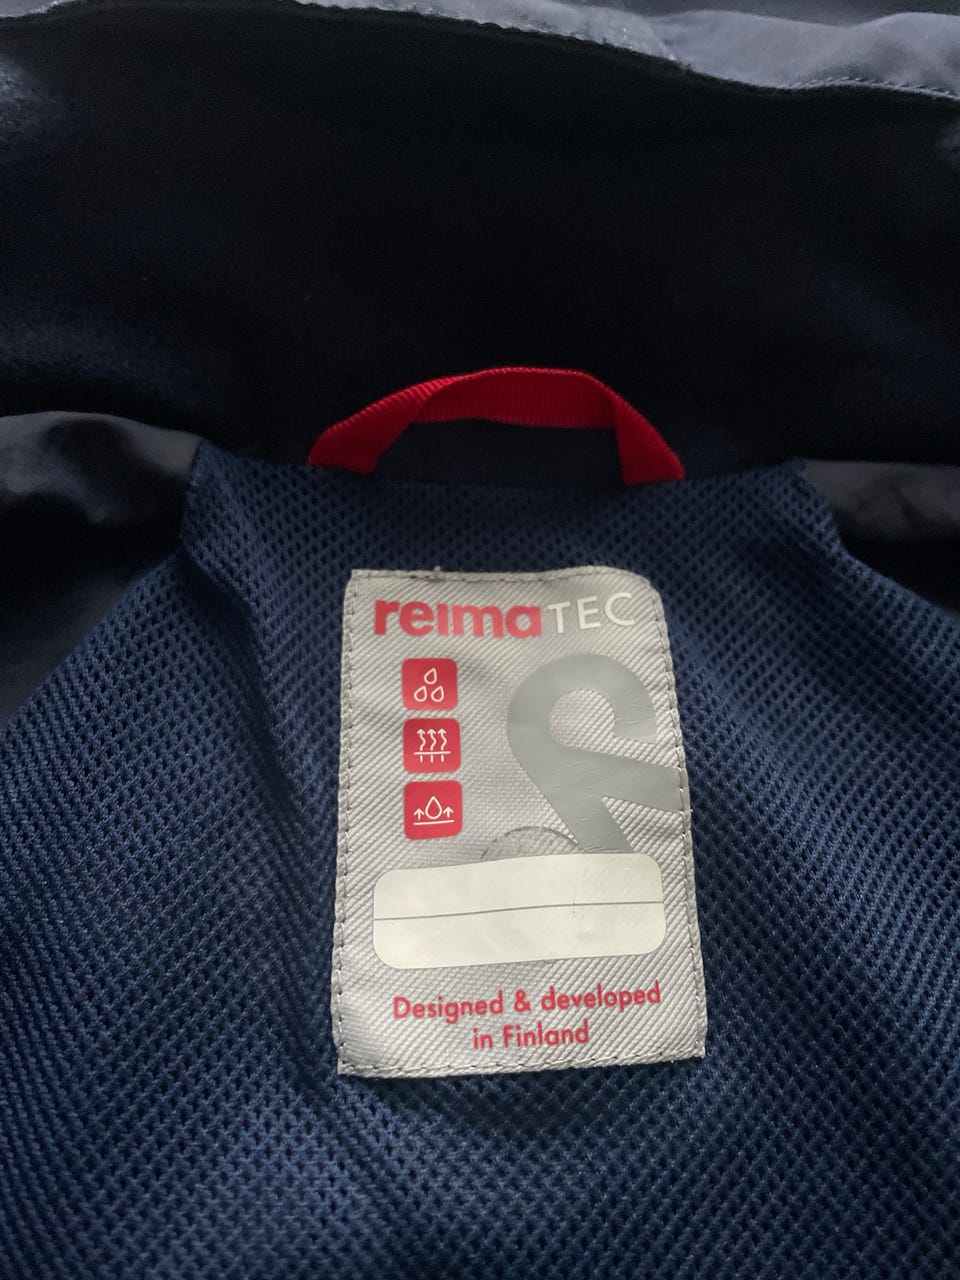 reimaTEC
Designed & developed
in Finland